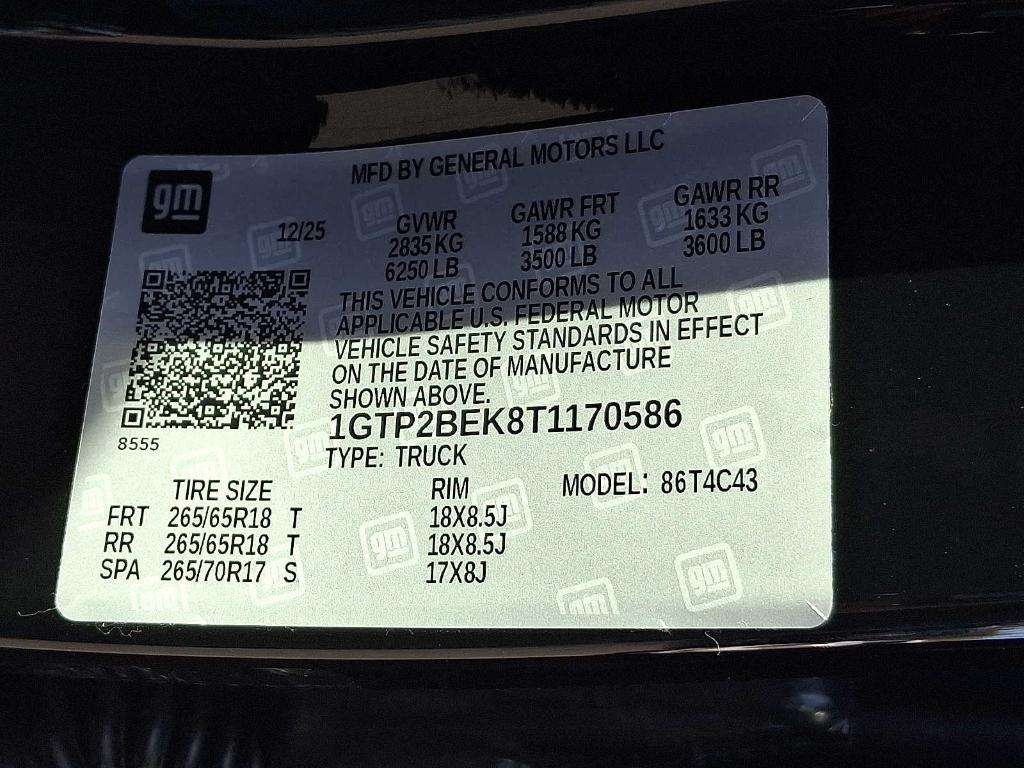 MFD BY GENERAL MOTORS LLC
gm
12/25
GVWR GAWR FRT GAWR RR
2835 KG 1588 KG 1633 KG
6250 LB 3500 LB 3600 LB
THIS VEHICLE CONFORMS TO ALL
APPLICABLE U.S. FEDERAL MOTOR
VEHICLE SAFETY STANDARDS IN EFFECT
ON THE DATE OF MANUFACTURE
SHOWN ABOVE.
1GTP2BEK8T1170586
8555
TYPE: TRUCK
TIRE SIZE RIM MODEL: 86T4C43
FRT 265/65R18 T 18X8.5J
RR 265/65R18 T 18X8.5J
SPA 265/70R17 S 17X8J